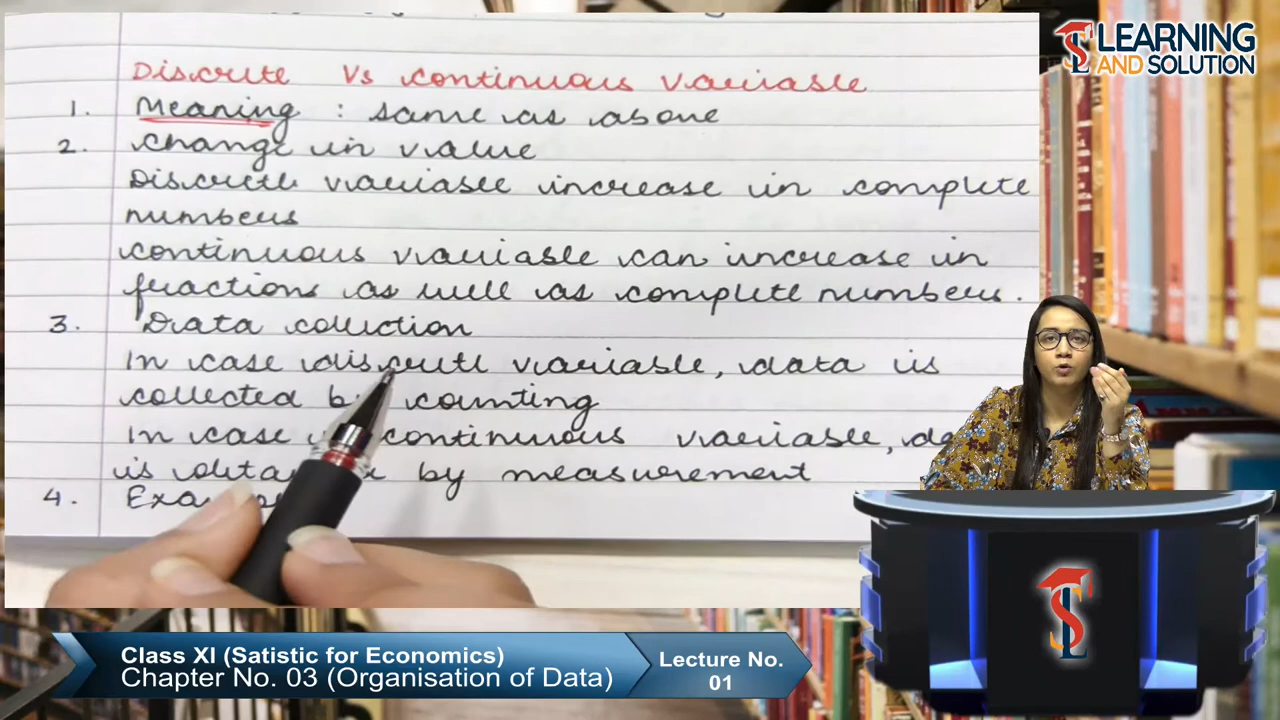 LEARNING
AND SOLUTION
Discrete Vs continuous variable
1. Meaning : same as above
2. change in value
Discrete variable increase in complete
numbers
continuous variable can increase in
fractions as well as complete numbers.
3. Data collection
In case discrete variable, data is
collected by counting
In case continuous variable,
is by measurement
4.
Class XI (Satistic for Economics)
Chapter No. 03 (Organisation of Data)
Lecture No.
01